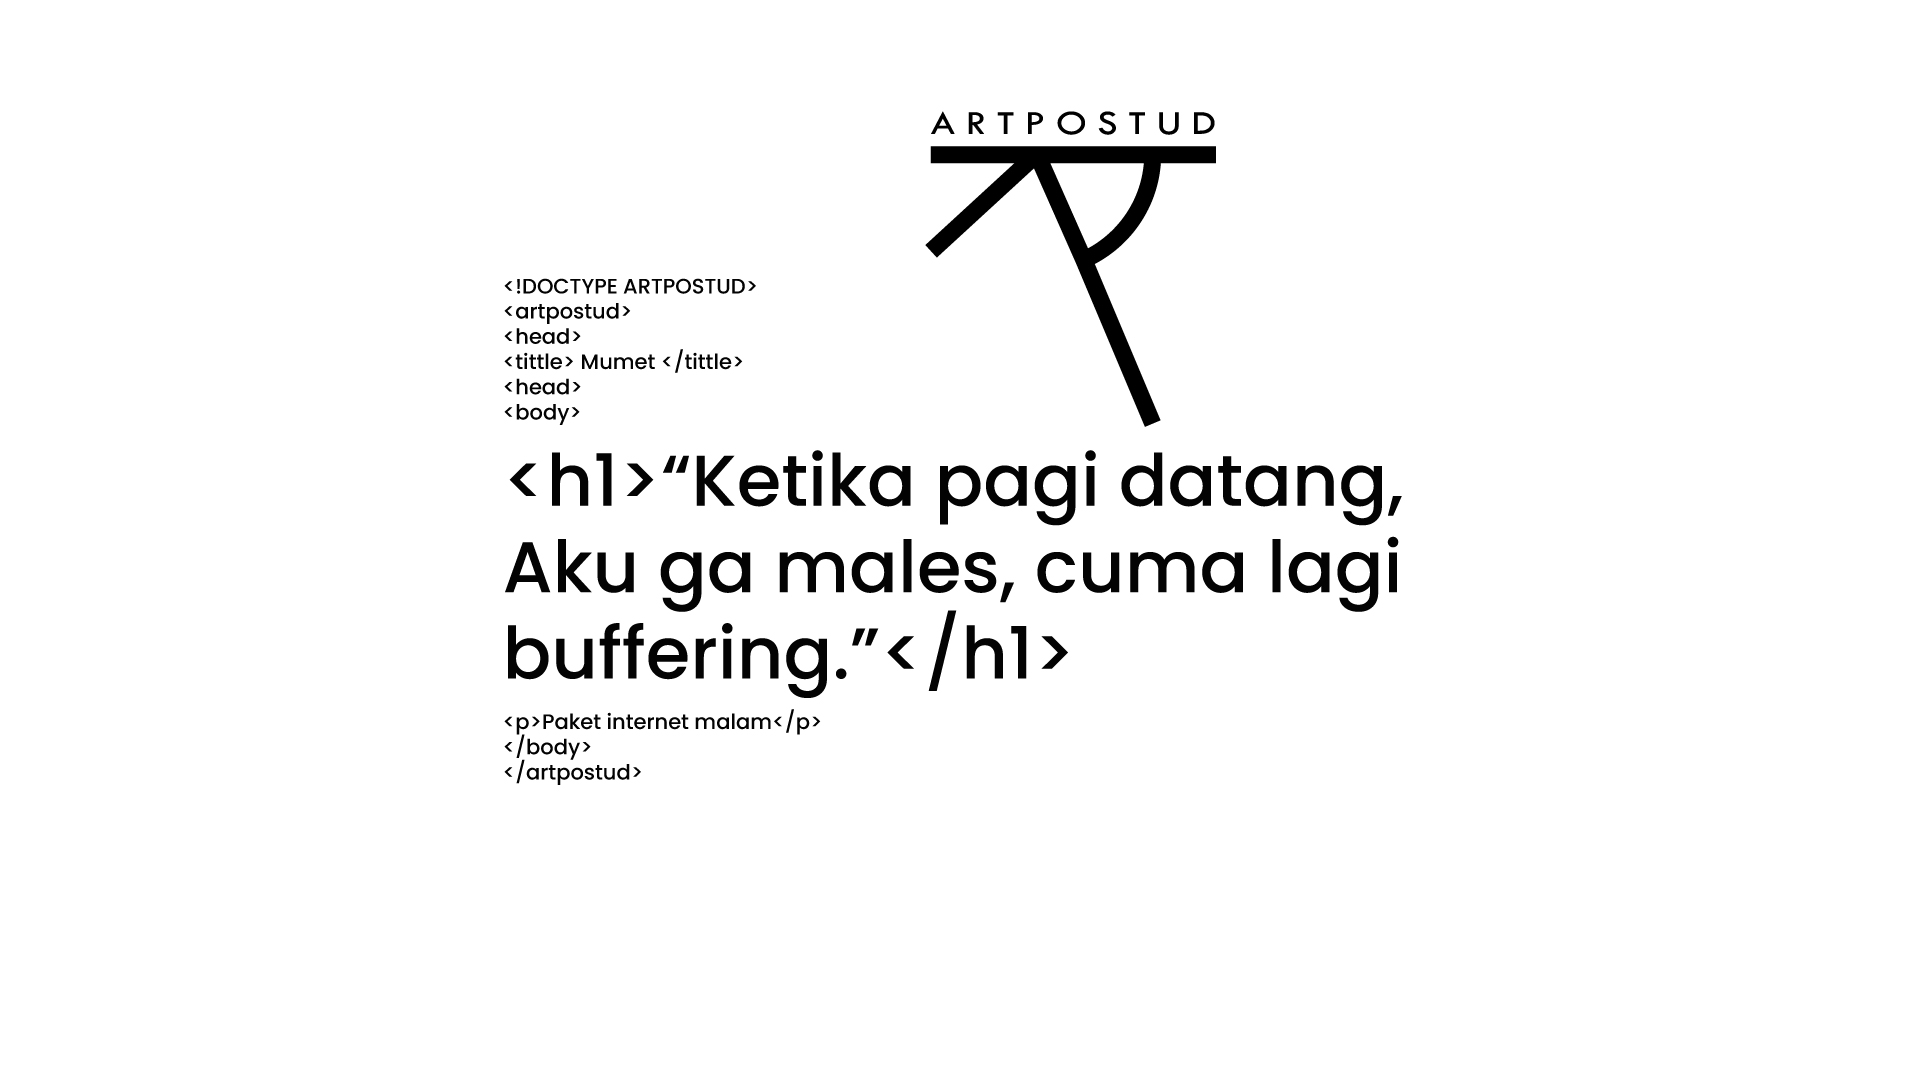 ARTPOSTUD
<!DOCTYPE ARTPOSTUD>
<artpostud>
<head>
<tittle> Mumet </tittle>
<head>
<body>
<h1>“Ketika pagi datang,
Aku ga males, cuma lagi
buffering.”</h1>
<p>Paket internet malam</p>
</body>
</artpostud>